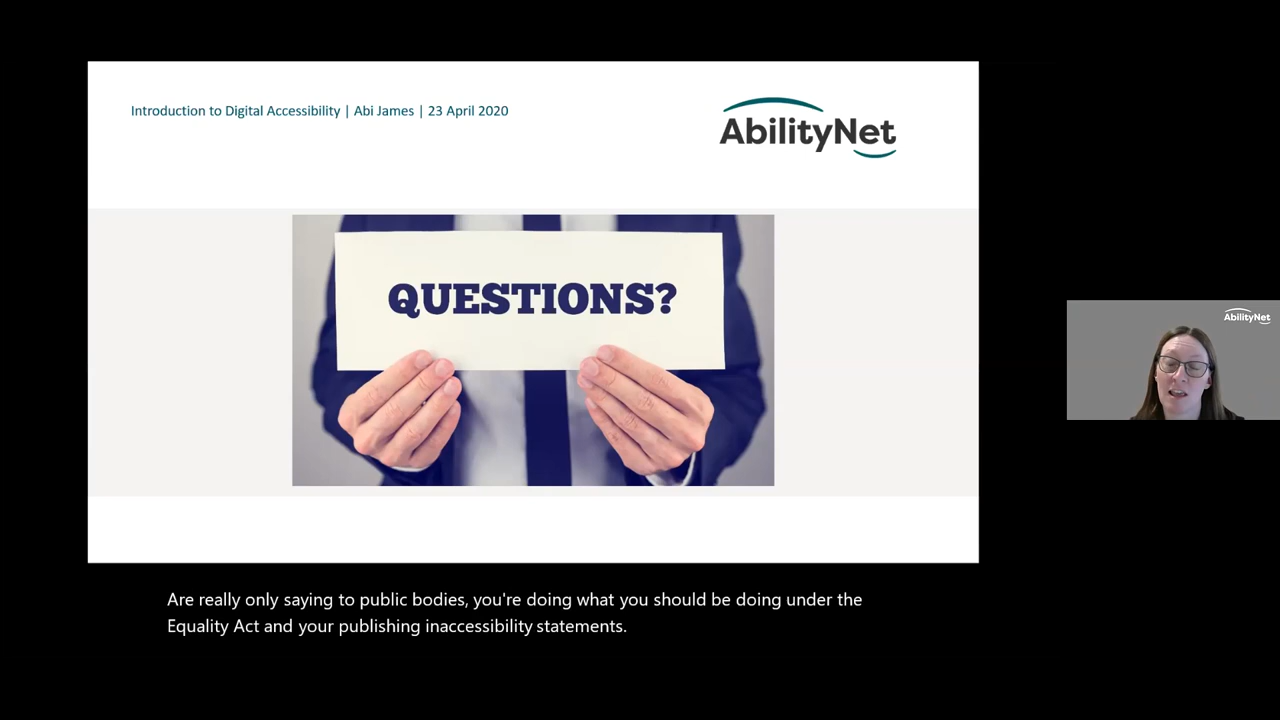 Introduction to Digital Accessibility | Abi James | 23 April 2020
AbilityNet
QUESTIONS?
AbilityNet
Are really only saying to public bodies, you're doing what you should be doing under the
Equality Act and your publishing inaccessibility statements.